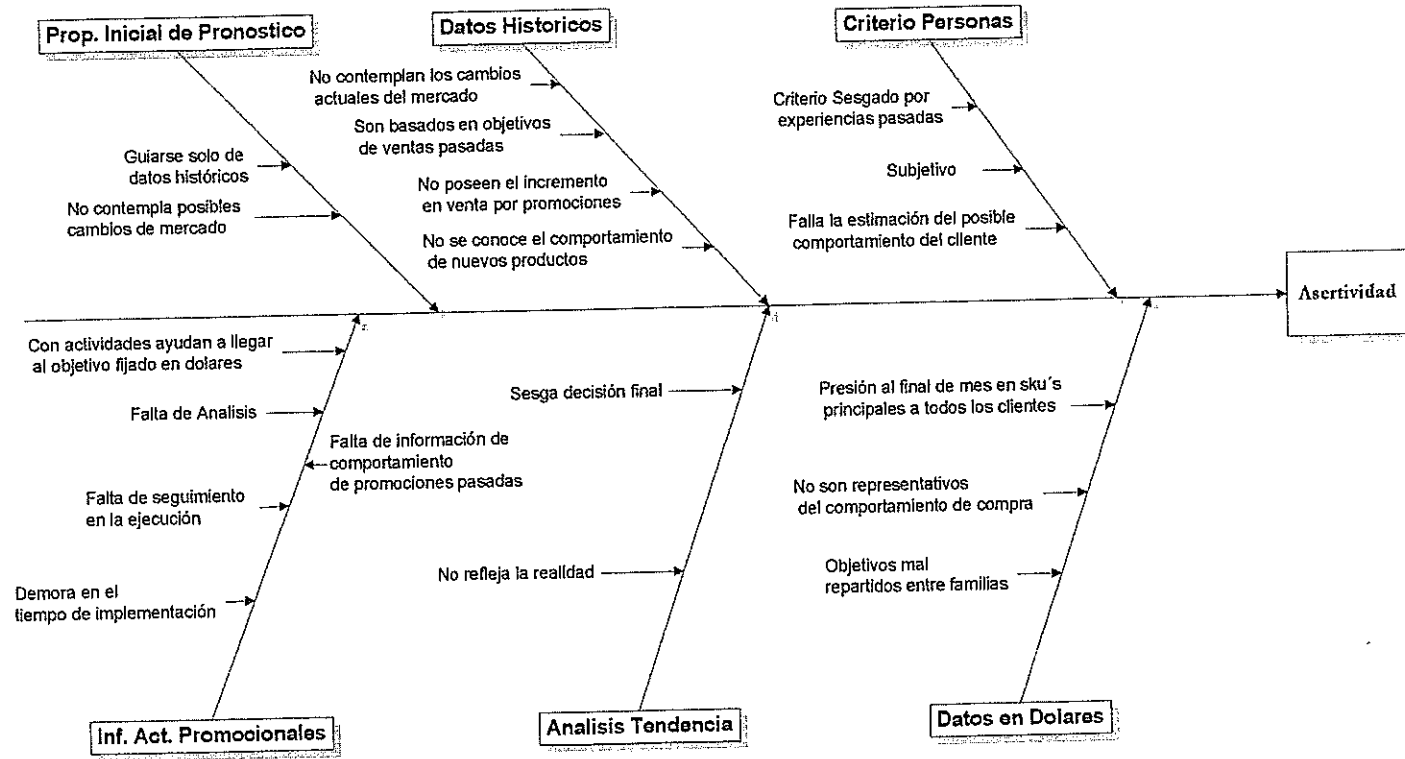 Prop. Inicial de Pronostico
Datos Historicos
Criterio Personas
No contemplan los cambios
actuales del mercado
Son basados en objetivos
de ventas pasadas
No poseen el incremento
en venta por promociones
No se conoce el comportamiento
de nuevos productos
Guiarse solo de
datos históricos
No contempla posibles
cambios de mercado
Criterio Sesgado por
experiencias pasadas
Subjetivo
Falla la estimación del posible
comportamiento del cliente
Asertividad
Con actividades ayudan a llegar
al objetivo fijado en dolares
Falta de Analisis
Falta de información de
comportamiento
de promociones pasadas
Falta de seguimiento
en la ejecución
Demora en el
tiempo de implementación
Sesga decisión final
No refleja la realidad
Presión al final de mes en sku´s
principales a todos los clientes
No son representativos
del comportamiento de compra
Objetivos mal
repartidos entre familias
Inf. Act. Promocionales
Analisis Tendencia
Datos en Dolares